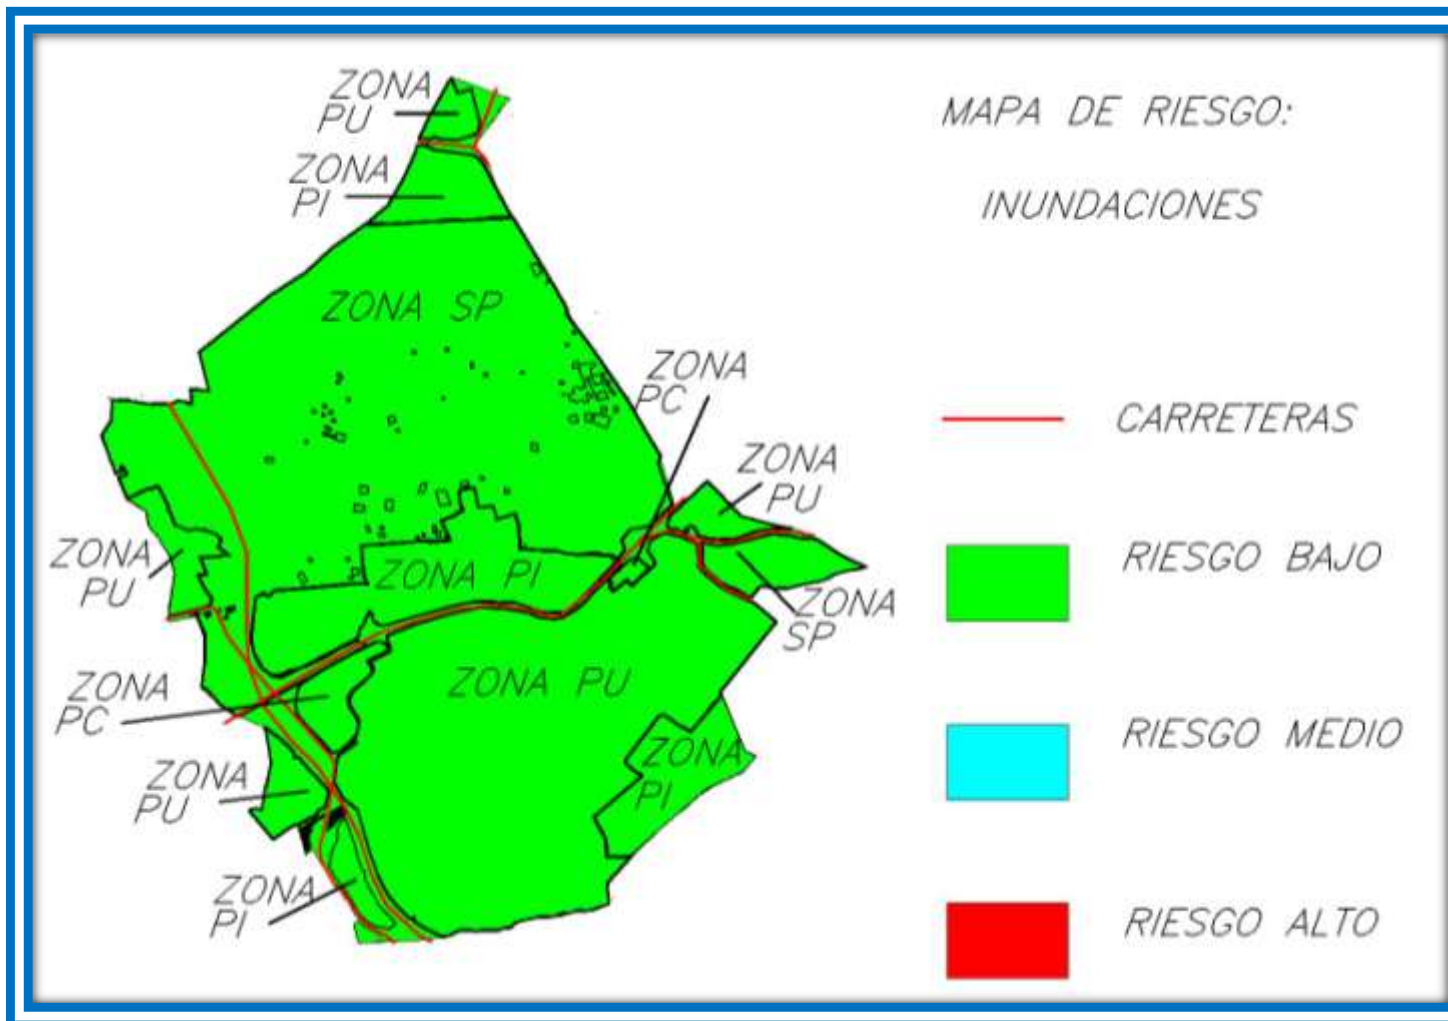 MAPA DE RIESGO:
INUNDACIONES
ZONA
PU
ZONA
PI
ZONA SP
ZONA
PC
ZONA
PU
ZONA
PU
ZONA PI
ZONA
SP
ZONA PU
ZONA
PC
ZONA
PI
ZONA
PU
ZONA
PI
CARRETERAS
RIESGO BAJO
RIESGO MEDIO
RIESGO ALTO